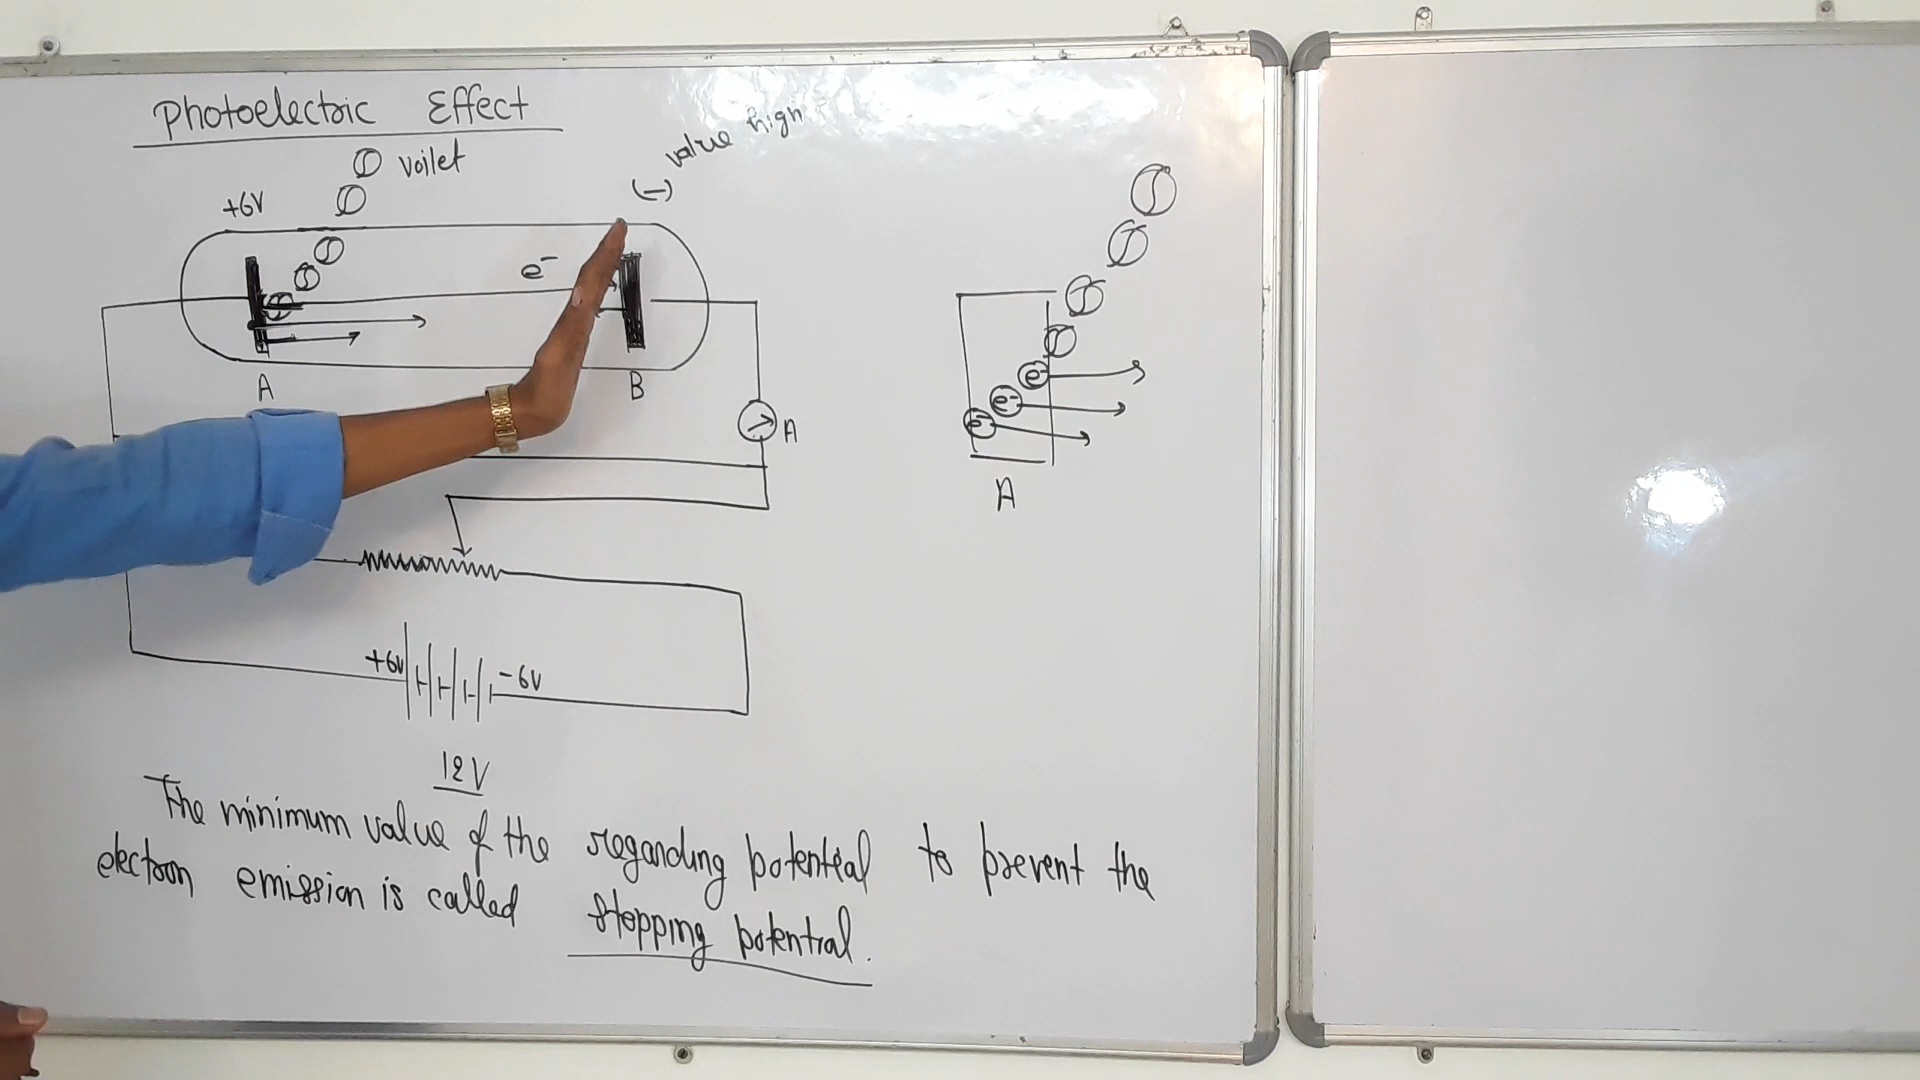 Photoelectric Effect
voilet
value high
+6V
(-)
e⁻
A
B
A
e⁻
e⁻
e⁻
A
+6V
-6V
12V
The minimum value of the regarding potential to prevent the
electron emission is called stopping potential.